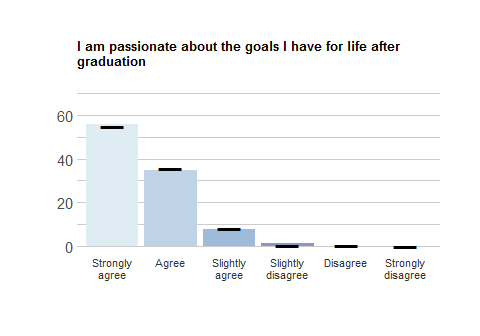 I am passionate about the goals I have for life after
graduation
60
40
20
0
Strongly
agree
Agree
Slightly
agree
Slightly
disagree
Disagree
Strongly
disagree